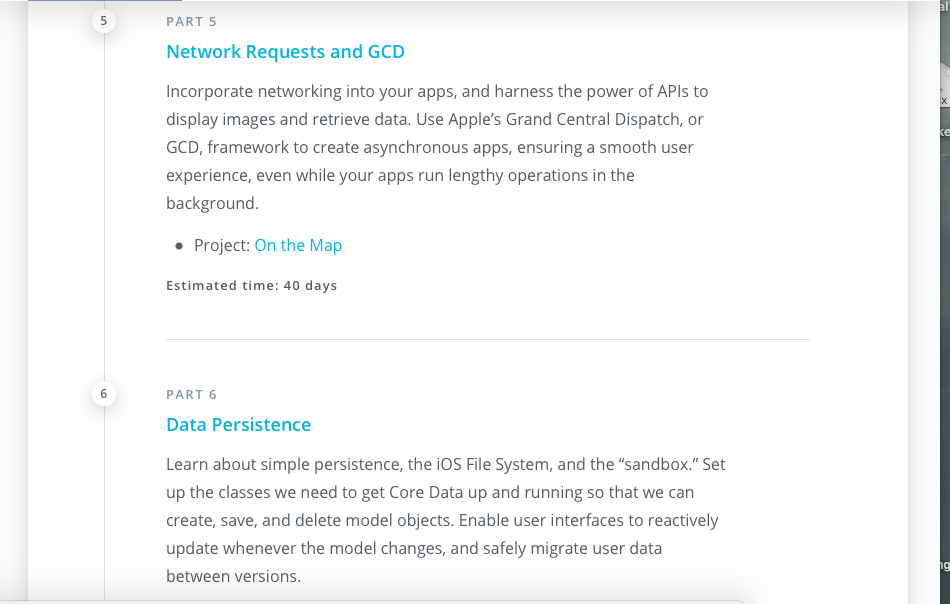 5
PART 5
Network Requests and GCD
Incorporate networking into your apps, and harness the power of APIs to
display images and retrieve data. Use Apple’s Grand Central Dispatch, or
GCD, framework to create asynchronous apps, ensuring a smooth user
experience, even while your apps run lengthy operations in the
background.
● Project: On the Map
Estimated time: 40 days
6
PART 6
Data Persistence
Learn about simple persistence, the iOS File System, and the “sandbox.” Set
up the classes we need to get Core Data up and running so that we can
create, save, and delete model objects. Enable user interfaces to reactively
update whenever the model changes, and safely migrate user data
between versions.